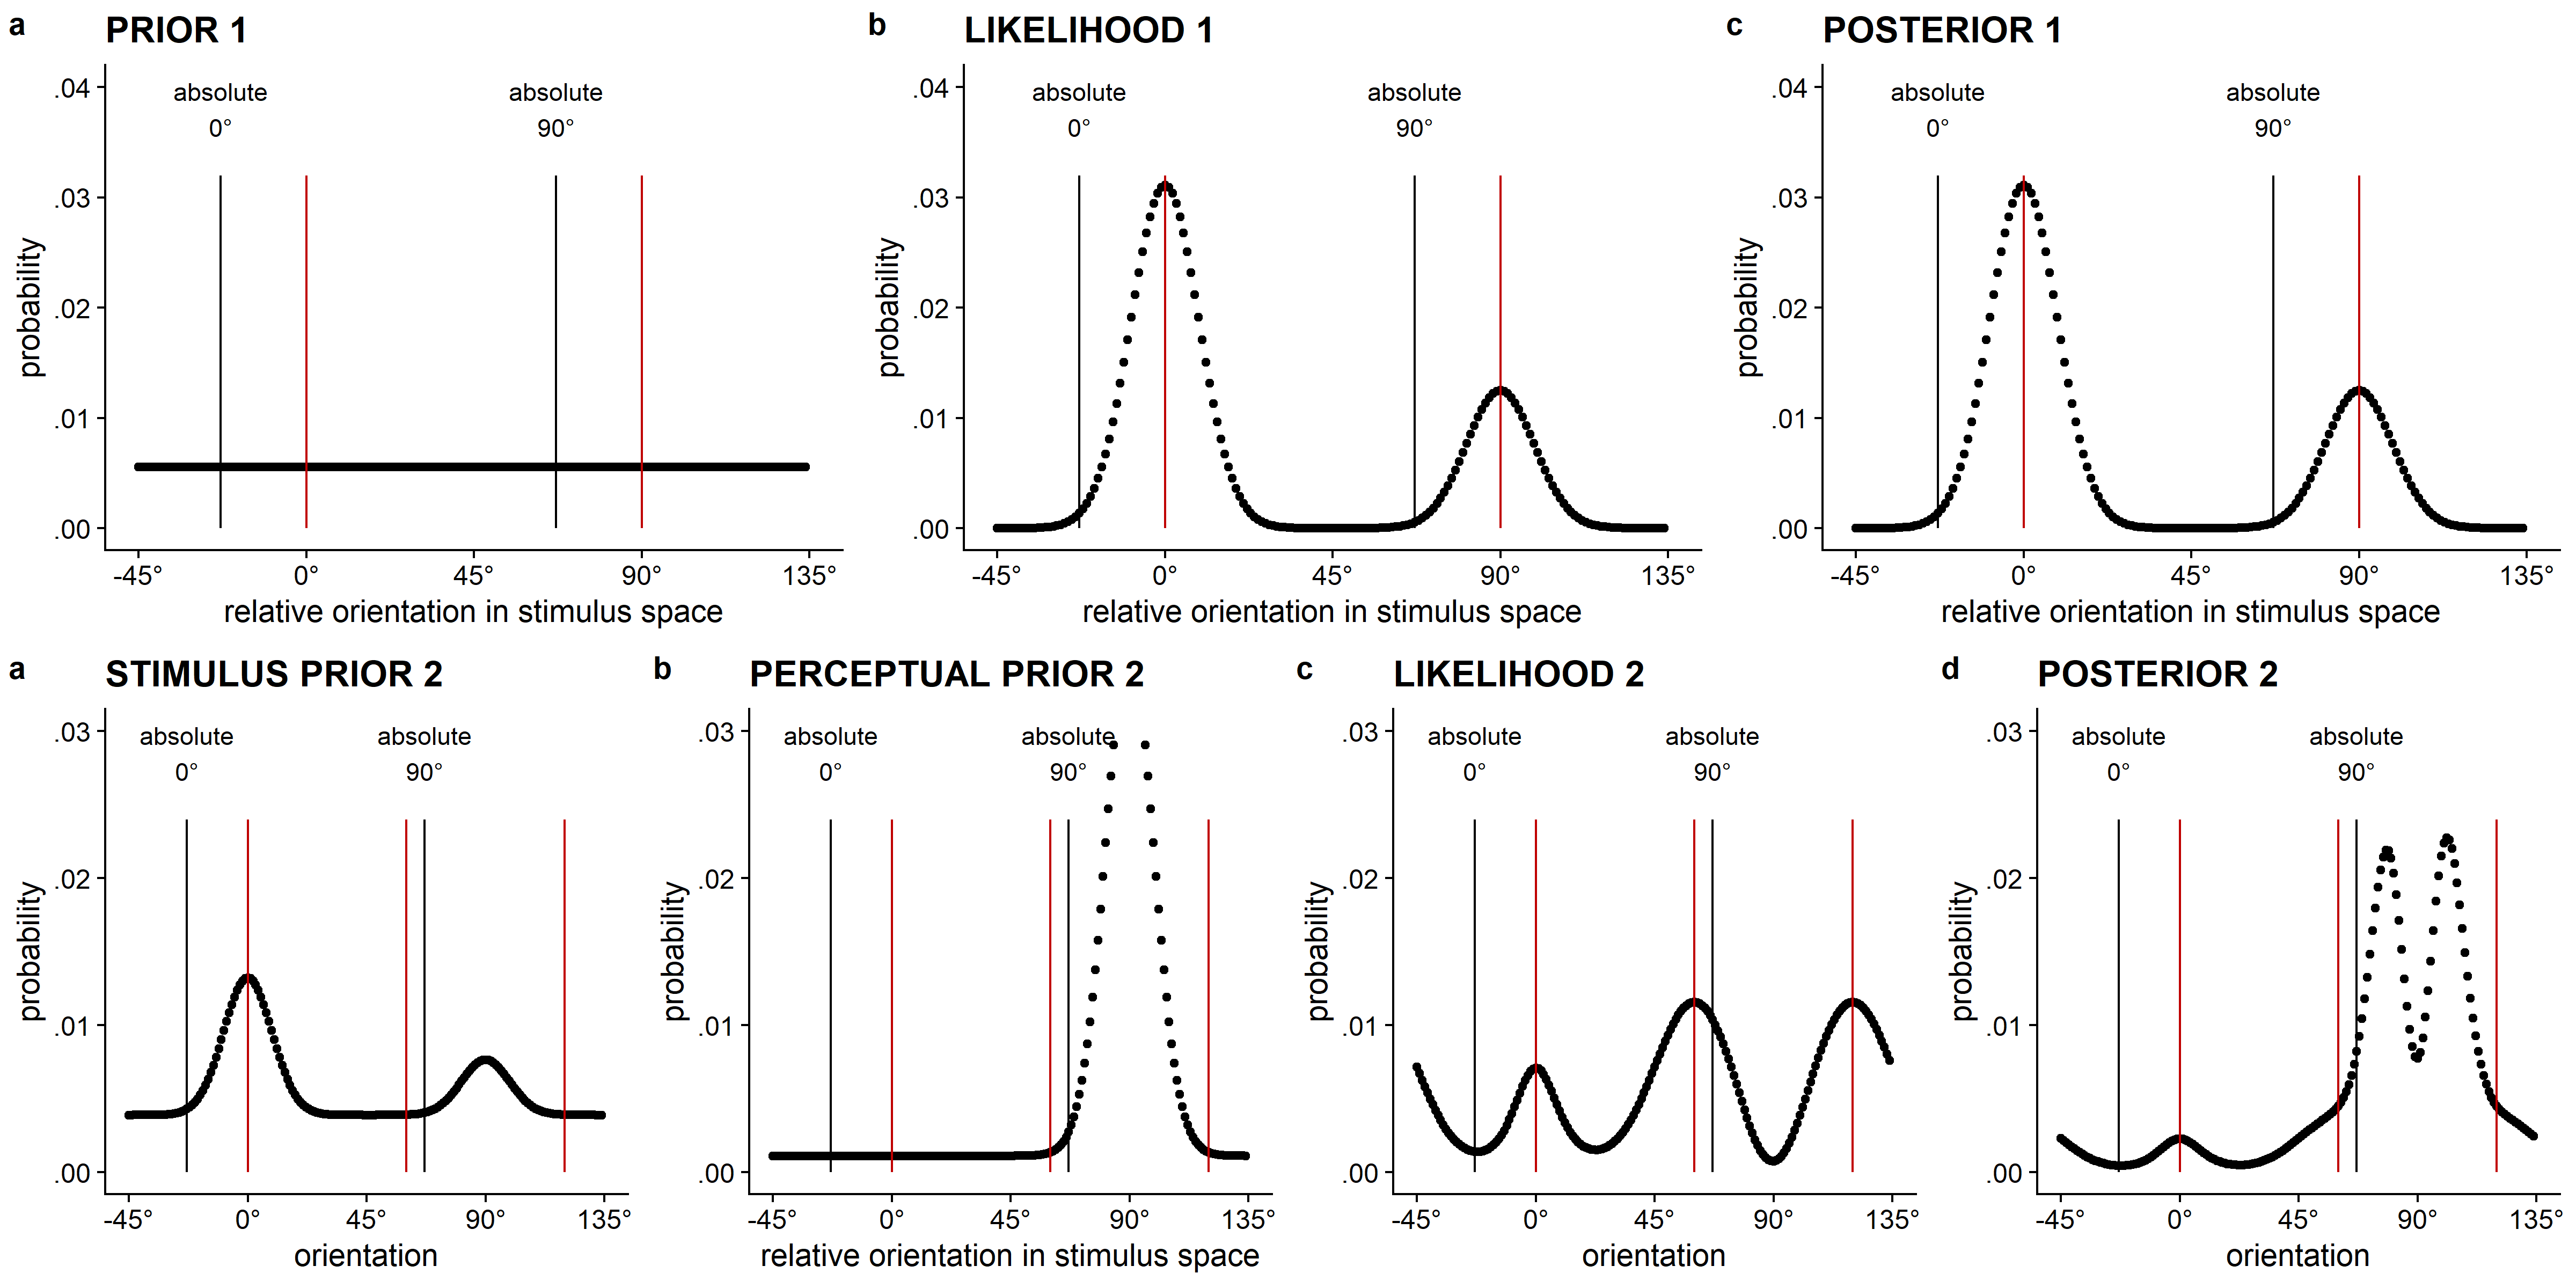 a PRIOR 1
absolute 0°
absolute 90°
.04
.03
.02
.01
.00
probability
-45° 0° 45° 90° 135°
relative orientation in stimulus space
b LIKELIHOOD 1
absolute 0°
absolute 90°
.04
.03
.02
.01
.00
probability
-45° 0° 45° 90° 135°
relative orientation in stimulus space
c POSTERIOR 1
absolute 0°
absolute 90°
.04
.03
.02
.01
.00
probability
-45° 0° 45° 90° 135°
relative orientation in stimulus space
a STIMULUS PRIOR 2
absolute 0°
absolute 90°
.03
.02
.01
.00
probability
-45° 0° 45° 90° 135°
orientation
b PERCEPTUAL PRIOR 2
absolute 0°
absolute 90°
.03
.02
.01
.00
probability
-45° 0° 45° 90° 135°
relative orientation in stimulus space
c LIKELIHOOD 2
absolute 0°
absolute 90°
.03
.02
.01
.00
probability
-45° 0° 45° 90° 135°
orientation
d POSTERIOR 2
absolute 0°
absolute 90°
.03
.02
.01
.00
probability
-45° 0° 45° 90° 135°
orientation